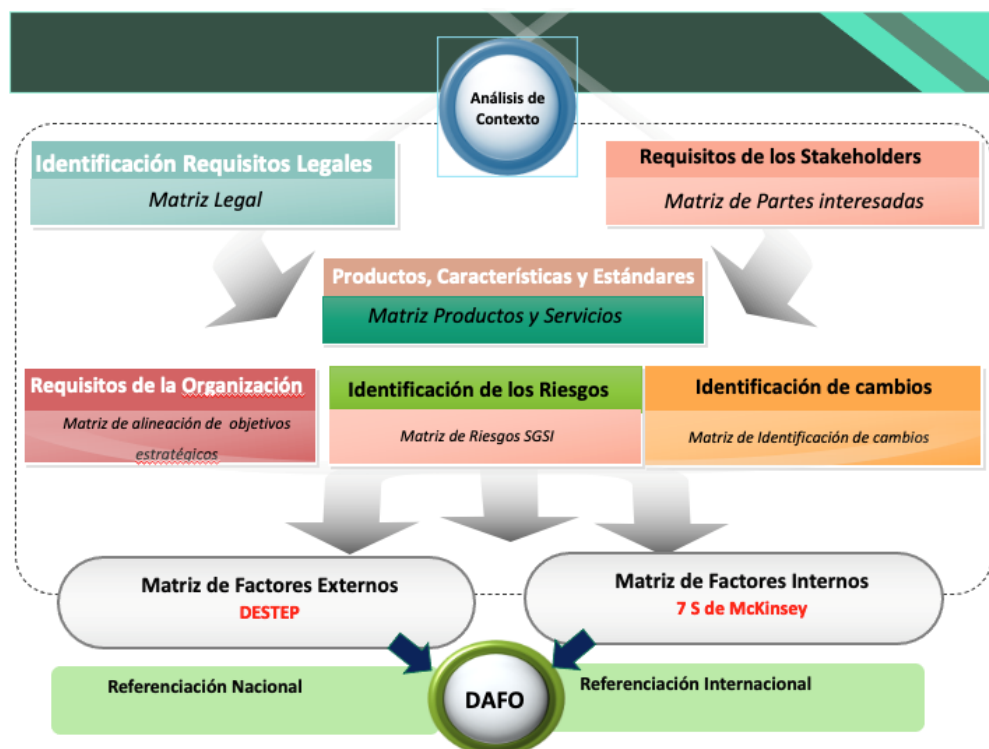 Análisis de
Contexto
Identificación Requisitos Legales
Matriz Legal
Requisitos de los Stakeholders
Matriz de Partes interesadas
Productos, Características y Estándares
Matriz Productos y Servicios
Requisitos de la Organización
Matriz de alineación de objetivos
estratégicos
Identificación de los Riesgos
Matriz de Riesgos SGSI
Identificación de cambios
Matriz de Identificación de cambios
Matriz de Factores Externos
DESTEP
Matriz de Factores Internos
7 S de McKinsey
Referenciación Nacional
DAFO
Referenciación Internacional